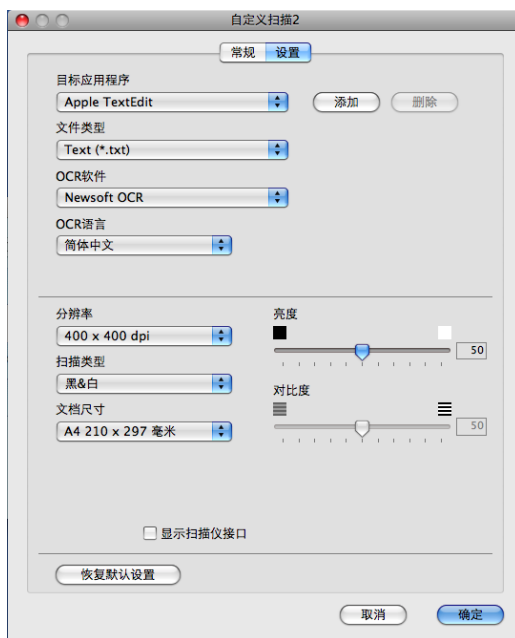 自定义扫描2
常规 设置
目标应用程序
Apple TextEdit 添加 删除
文件类型
Text (*.txt)
OCR软件
Newsoft OCR
OCR语言
简体中文
分辨率 亮度
400 x 400 dpi 50
扫描类型
黑&白 对比度
文档尺寸
A4 210 x 297 毫米 50
显示扫描仪接口
恢复默认设置
取消 确定